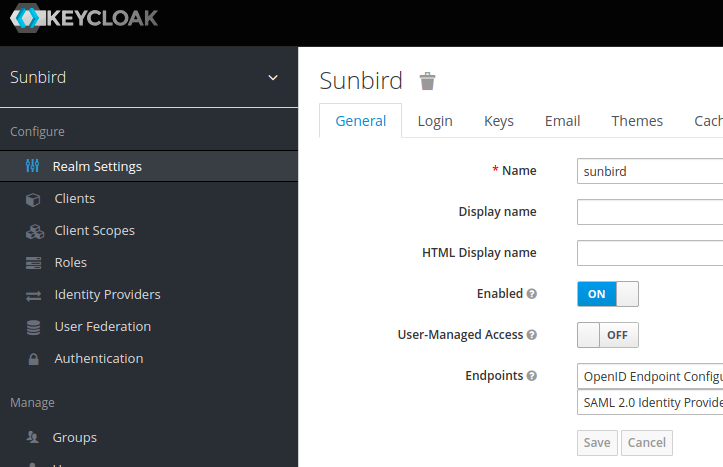 KEYCLOAK
Sunbird
Configure
Realm Settings
Clients
Client Scopes
Roles
Identity Providers
User Federation
Authentication
Manage
Groups
Sunbird
General Login Keys Email Themes Cach
* Name sunbird
Display name
HTML Display name
Enabled ON
User-Managed Access OFF
Endpoints OpenID Endpoint Configu
SAML 2.0 Identity Provide
Save Cancel